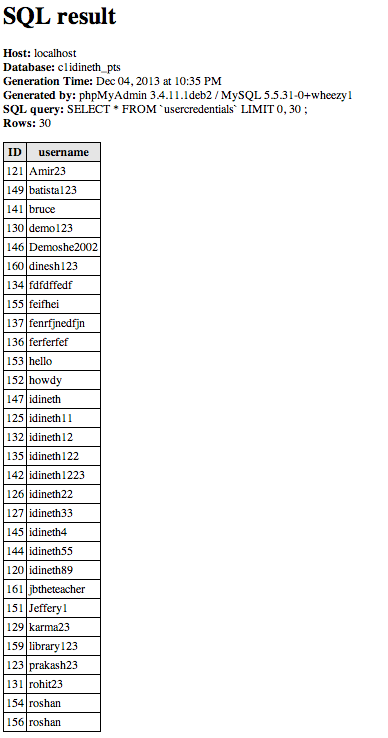 SQL result
Host: localhost
Database: c1idineth_pts
Generation Time: Dec 04, 2013 at 10:35 PM
Generated by: phpMyAdmin 3.4.11.1deb2 / MySQL 5.5.31-0+wheezy1
SQL query: SELECT * FROM `usercredentials` LIMIT 0, 30 ;
Rows: 30
ID username
121 Amir23
149 batista123
141 bruce
130 demo123
146 Demoshe2002
160 dinesh123
134 fdfdffedf
155 feifhei
137 fenrfjnedfjn
136 ferferfef
153 hello
152 howdy
147 idineth
125 idineth11
132 idineth12
135 idineth122
142 idineth1223
126 idineth22
127 idineth33
145 idineth4
144 idineth55
120 idineth89
161 jbtheteacher
151 Jeffery1
129 karma23
159 library123
123 prakash23
131 rohit23
154 roshan
156 roshan